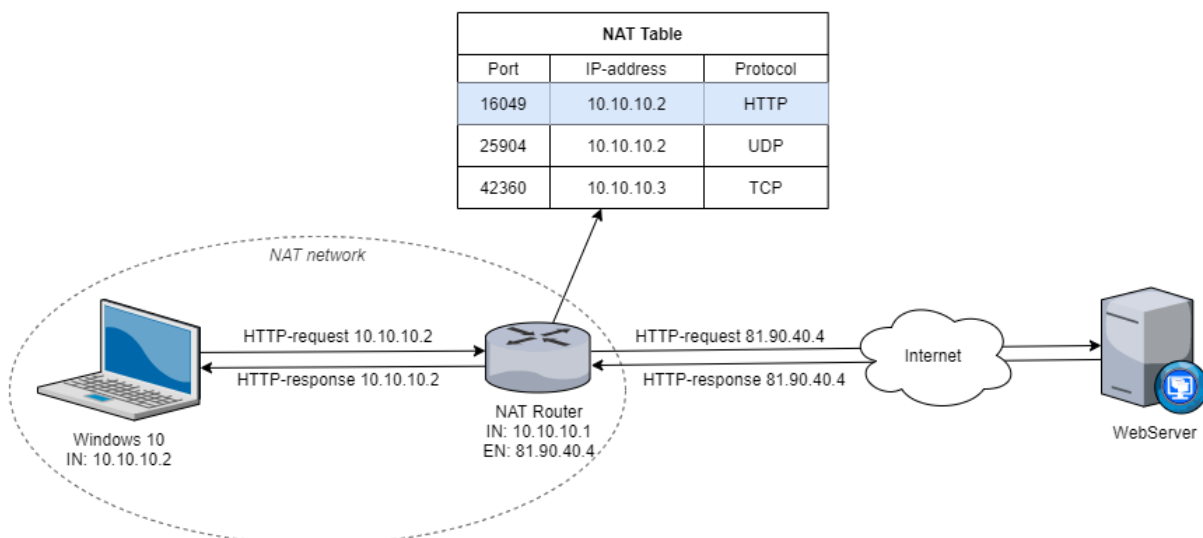 NAT Table
Port IP-address Protocol
16049 10.10.10.2 HTTP
25904 10.10.10.2 UDP
42360 10.10.10.3 TCP
NAT network
HTTP-request 10.10.10.2
HTTP-response 10.10.10.2
HTTP-request 81.90.40.4
HTTP-response 81.90.40.4
Internet
Windows 10
IN: 10.10.10.2
NAT Router
IN: 10.10.10.1
EN: 81.90.40.4
WebServer